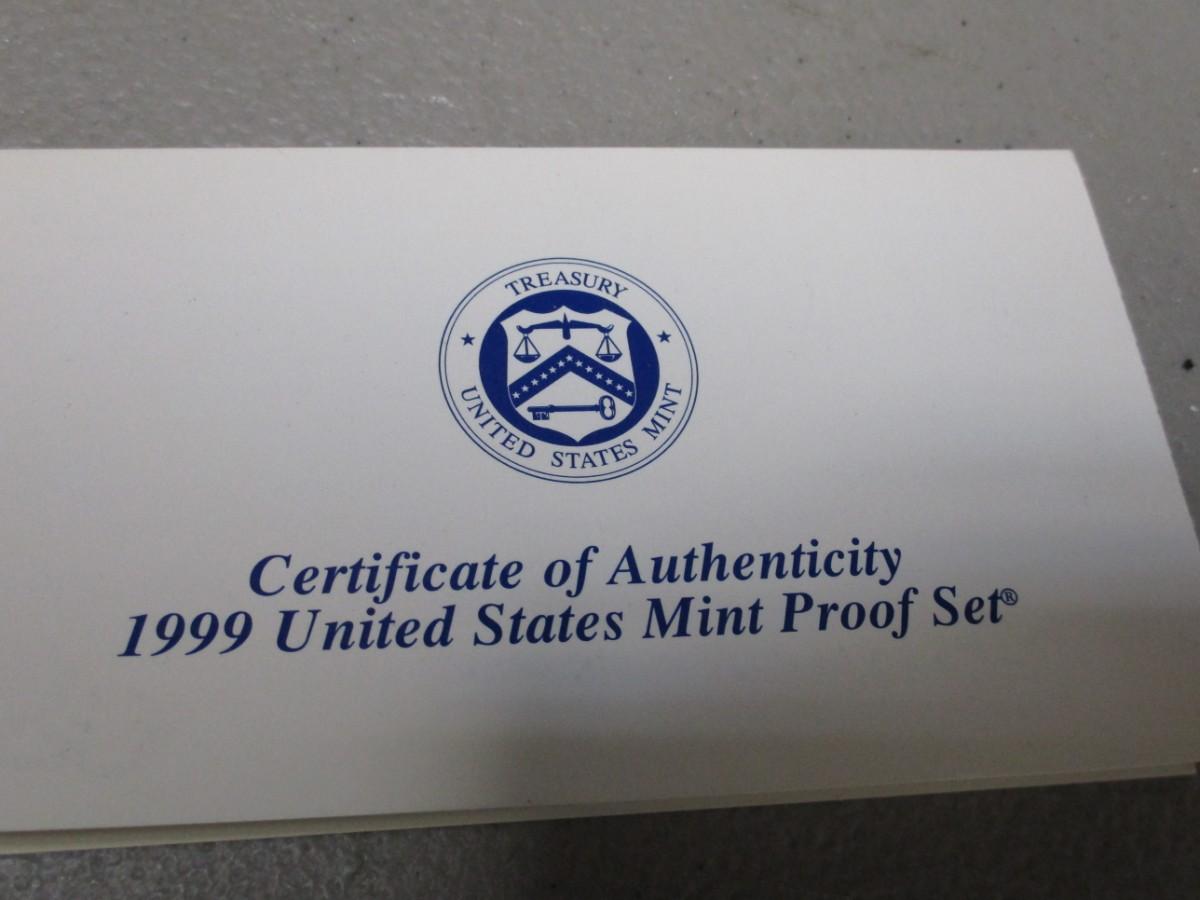 TREASURY
UNITED STATES MINT
Certificate of Authenticity
1999 United States Mint Proof Set®